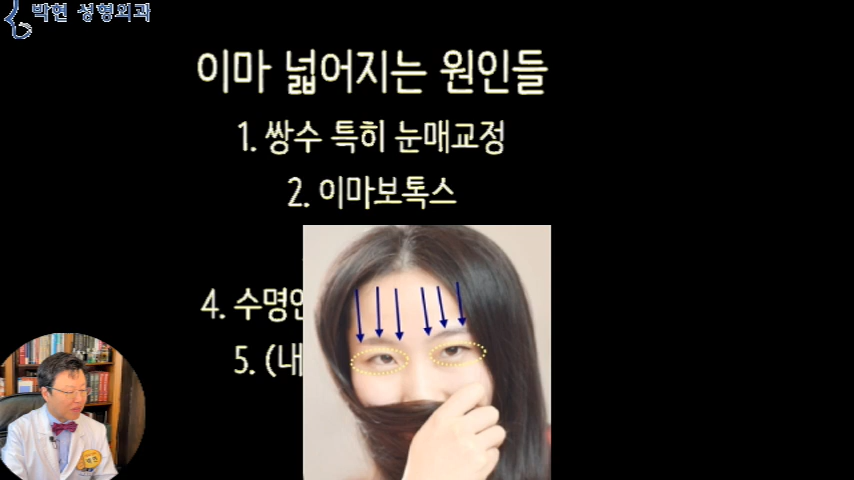 박현 성형외과
이마 넓어지는 원인들
1. 쌍수 특히 눈매교정
2. 이마보톡스
4. 수명
5. (내